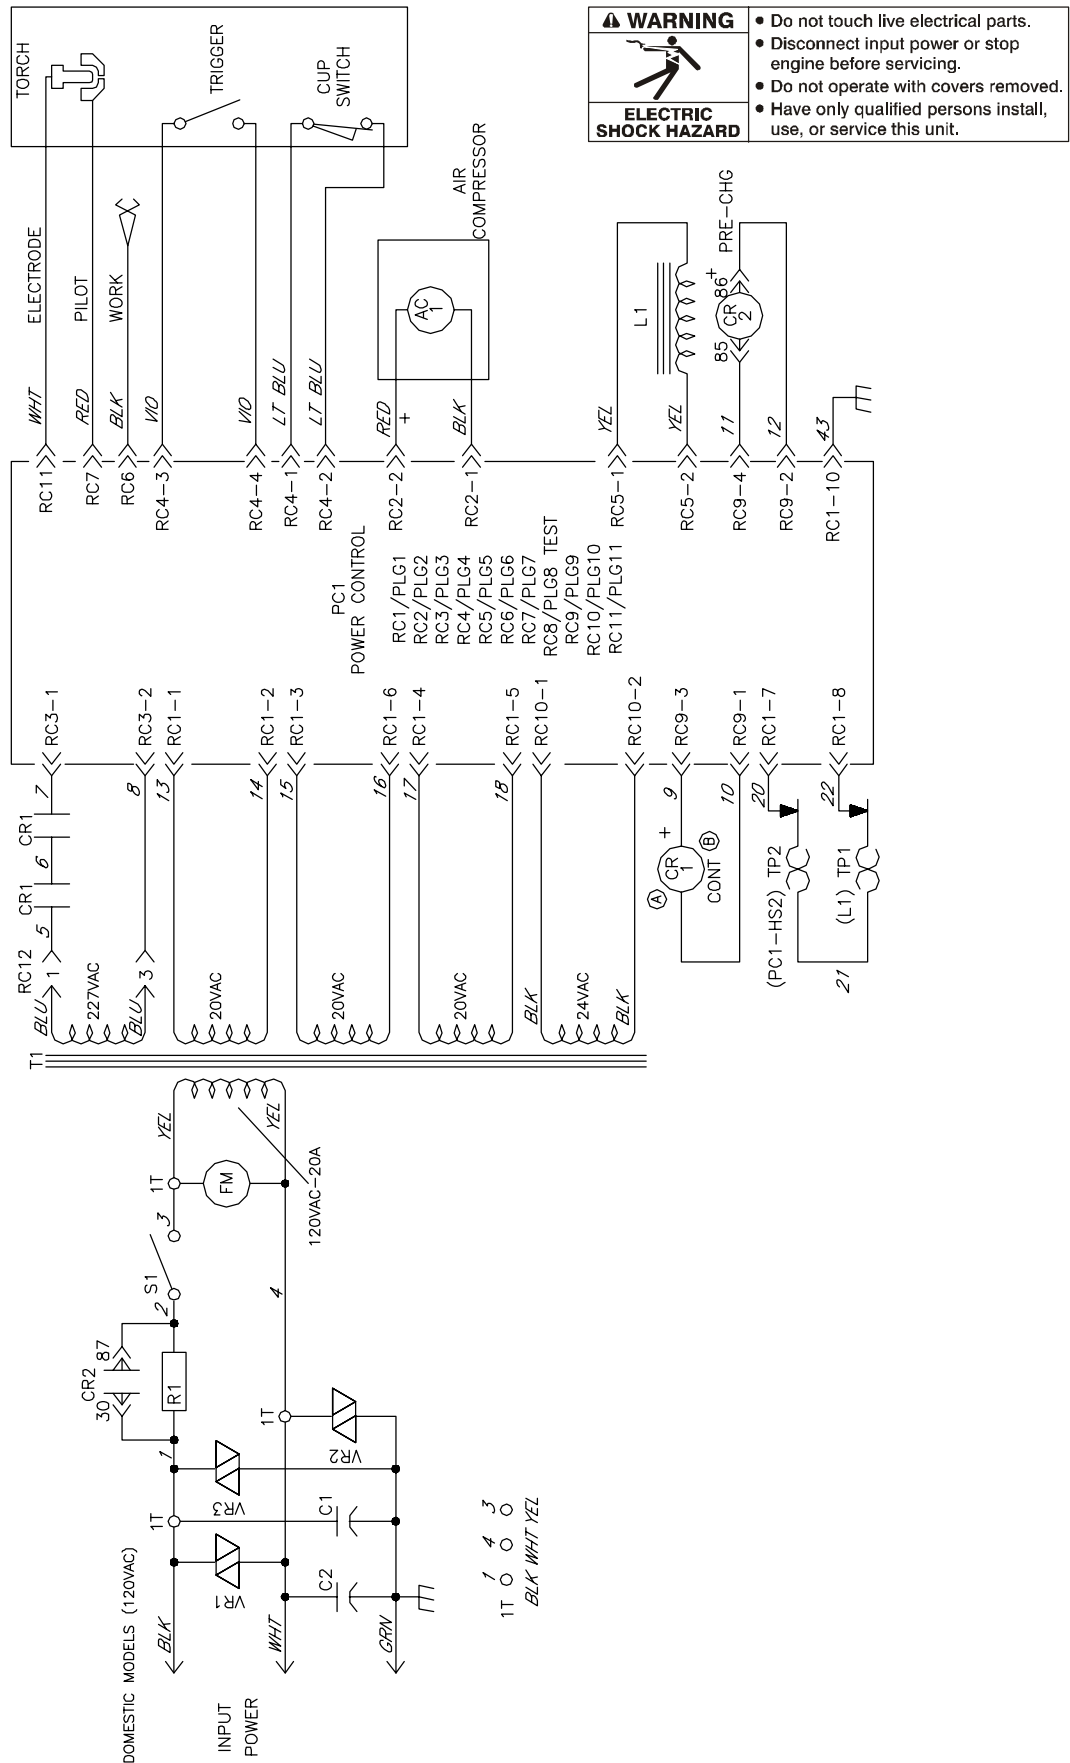 WARNING
ELECTRIC
SHOCK HAZARD
• Do not touch live electrical parts.
• Disconnect input power or stop
engine before servicing.
• Do not operate with covers removed.
• Have only qualified persons install,
use, or service this unit.
TORCH
TRIGGER
CUP
SWITCH
ELECTRODE
PILOT
WORK
AIR
COMPRESSOR
AC
1
PRE-CHG
L1
85
CR
2
86
+
WHT
RED
BLK
VIO
VIO
LT BLU
LT BLU
RED
+
BLK
YEL
YEL
11
12
43
RC11
RC7
RC6
RC4-3
RC4-4
RC4-1
RC4-2
RC2-2
RC2-1
RC5-1
RC5-2
RC9-4
RC9-2
RC1-10
PC1
POWER CONTROL
RC1/PLG1
RC2/PLG2
RC3/PLG3
RC4/PLG4
RC5/PLG5
RC6/PLG6
RC7/PLG7
RC8/PLG8 TEST
RC9/PLG9
RC10/PLG10
RC11/PLG11
RC3-1
RC3-2
RC1-1
RC1-2
RC1-3
RC1-6
RC1-4
RC1-5
RC10-1
RC10-2
RC9-3
RC9-1
RC1-7
RC1-8
7
8
13
14
15
16
17
18
9
10
20
22
CR1
6
CR1
5
RC12
1
3
BLU
BLU
227VAC
20VAC
20VAC
20VAC
24VAC
BLK
BLK
+
A
CR
1
B
CONT
(PC1-HS2) TP2
(L1) TP1
21
T1
YEL
YEL
1T
FM
120VAC-20A
3
S1
2
4
CR2
30
87
R1
1
1T
VR2
VR3
1T
C1
VR1
C2
BLK
WHT
GRN
DOMESTIC MODELS (120VAC)
INPUT
POWER
1T
1 4 3
BLK WHT YEL